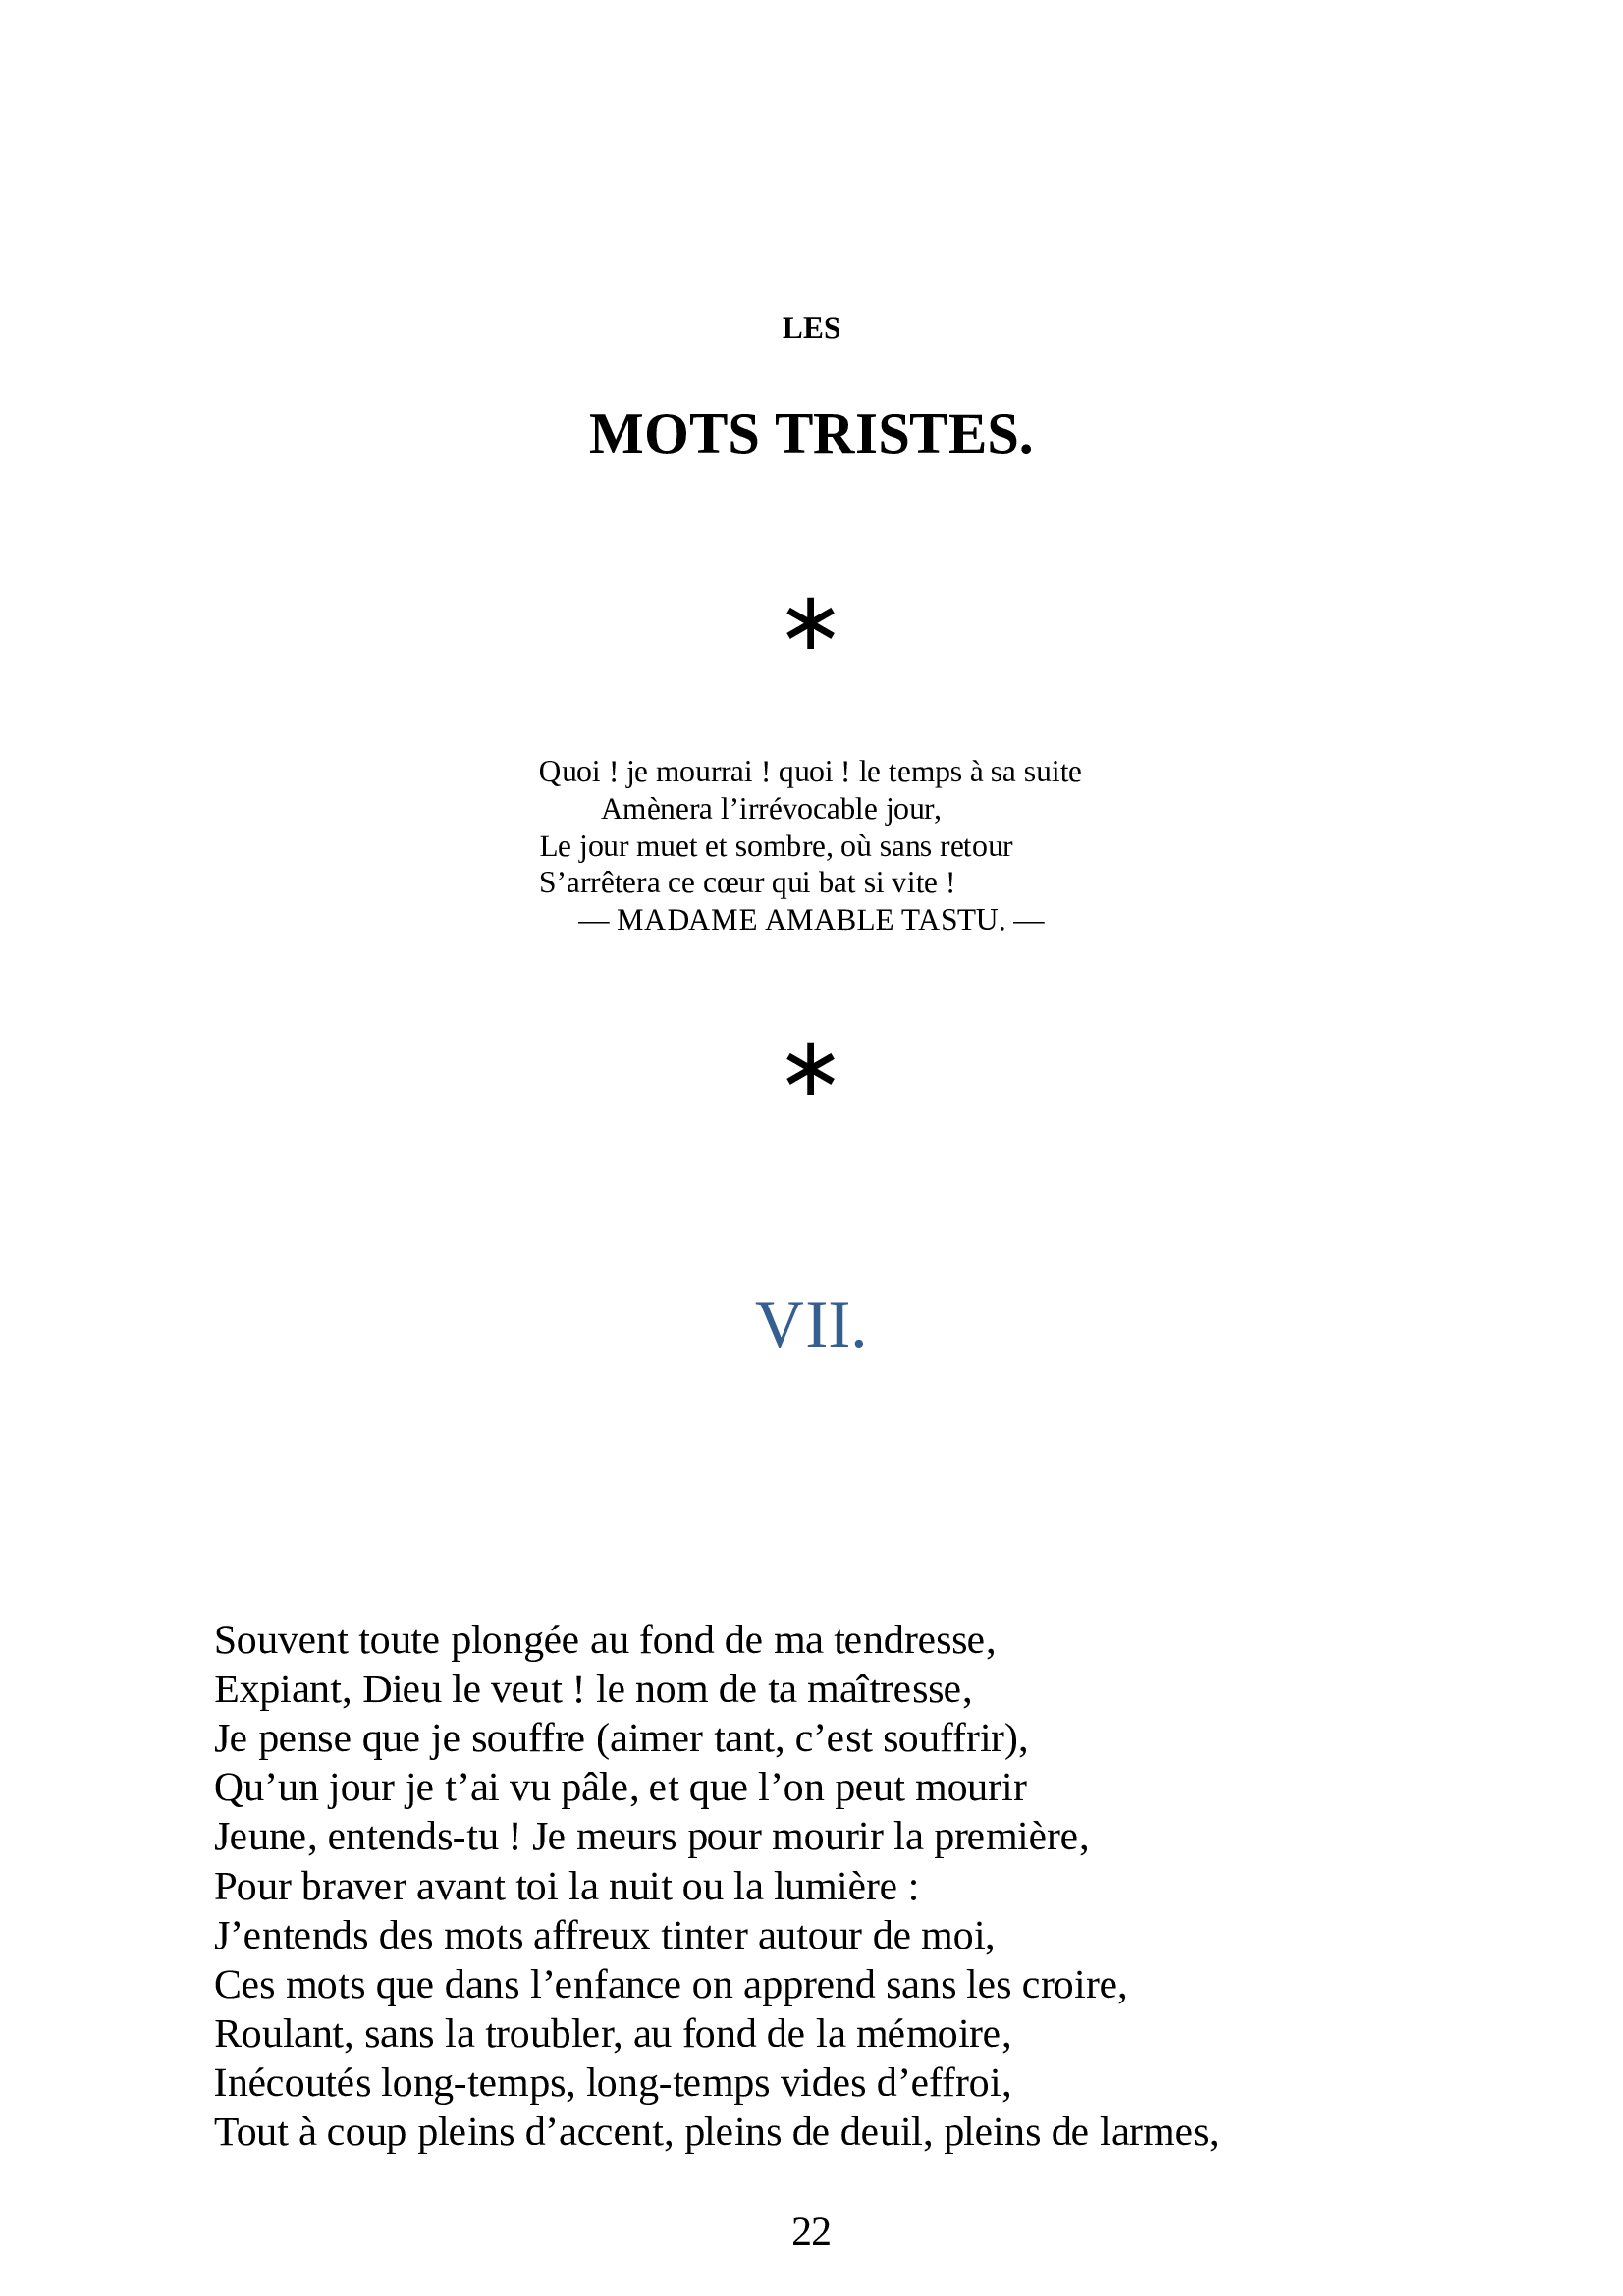 LES
MOTS TRISTES.
*
Quoi ! je mourrai ! quoi ! le temps à sa suite
Amènera l’irrévocable jour,
Le jour muet et sombre, où sans retour
S’arrêtera ce cœur qui bat si vite !
— MADAME AMABLE TASTU. —
*
VII.
Souvent toute plongée au fond de ma tendresse,
Expiant, Dieu le veut ! le nom de ta maîtresse,
Je pense que je souffre (aimer tant, c’est souffrir),
Qu’un jour je t’ai vu pâle, et que l’on peut mourir
Jeune, entends-tu ! Je meurs pour mourir la première,
Pour braver avant toi la nuit ou la lumière :
J’entends des mots affreux tinter autour de moi,
Ces mots que dans l’enfance on apprend sans les croire,
Roulant, sans la troubler, au fond de la mémoire,
Inécoutés long-temps, long-temps vides d’effroi,
Tout à coup pleins d’accent, pleins de deuil, pleins de larmes,
22